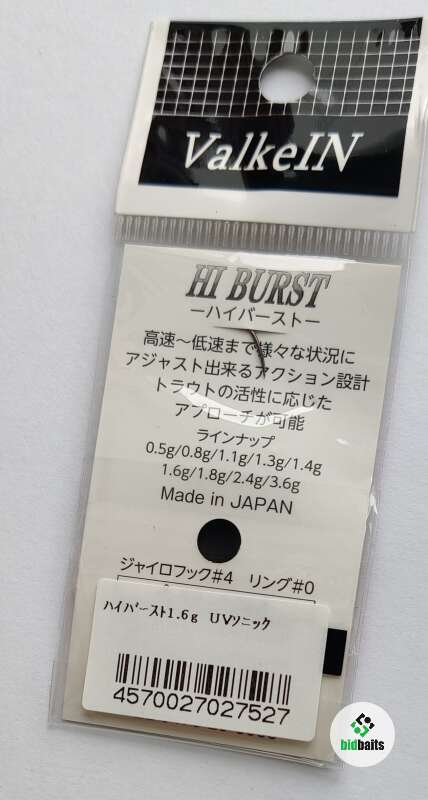 ValkeIN
HI BURST
ーハイバーストー
高速～低速まで様々な状況に
アジャスト出来るアクション設計
トラウトの活性に応じた
アプローチが可能
ラインナップ
0.5g/0.8g/1.1g/1.3g/1.4g
1.6g/1.8g/2.4g/3.6g
Made in JAPAN
ジャイロフック#4 リング#0
ﾊｲﾊﾞｰｽﾄ1.6g UVｿﾆｯｸ
4570027027527
bidbaits